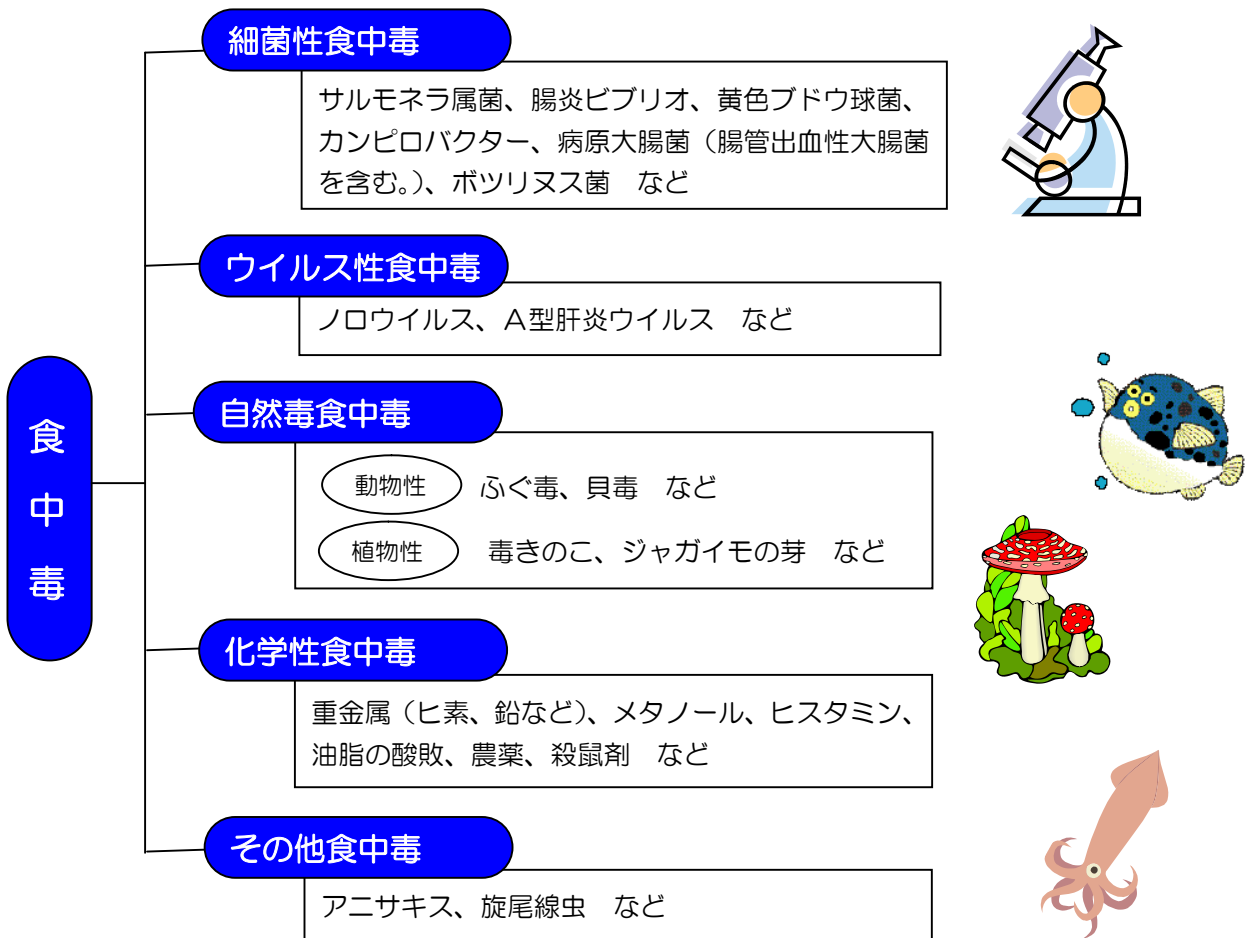 細菌性食中毒
サルモネラ属菌、腸炎ビブリオ、黄色ブドウ球菌、
カンピロバクター、病原大腸菌（腸管出血性大腸菌
を含む。）、ボツリヌス菌　など
ウイルス性食中毒
ノロウイルス、Ａ型肝炎ウイルス　など
食中毒
自然毒食中毒
動物性　ふぐ毒、貝毒　など
植物性　毒きのこ、ジャガイモの芽　など
化学性食中毒
重金属（ヒ素、鉛など）、メタノール、ヒスタミン、
油脂の酸敗、農薬、殺鼠剤　など
その他食中毒
アニサキス、旋尾線虫　など